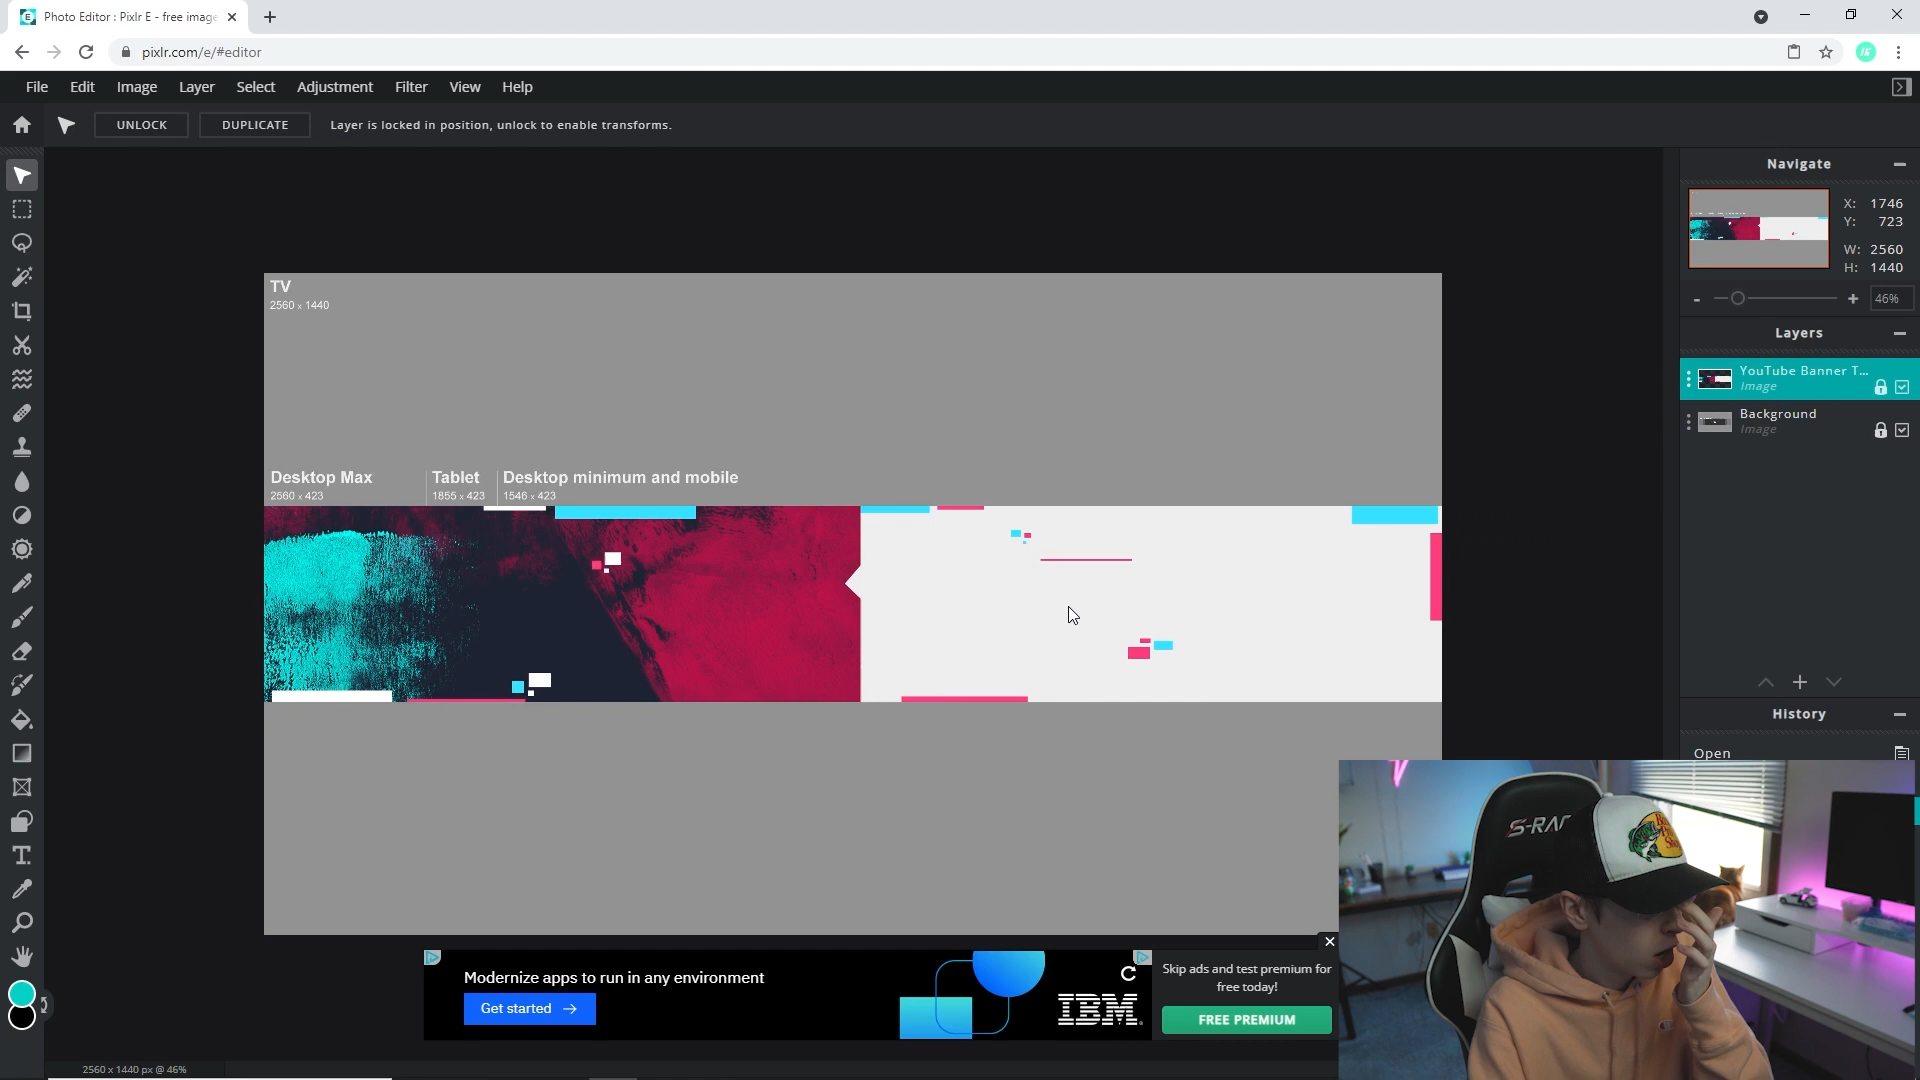 Photo Editor : Pixlr E - free image
pixlr.com/e/#editor
File Edit Image Layer Select Adjustment Filter View Help
UNLOCK DUPLICATE Layer is locked in position, unlock to enable transforms.
Navigate
X: 1746
Y: 723
W: 2560
H: 1440
- + 46%
Layers
YouTube Banner T...
Image
Background
Image
History
Open
TV
2560 x 1440
Desktop Max Tablet Desktop minimum and mobile
2560 x 423 1855 x 423 1546 x 423
Modernize apps to run in any environment
Get started →
IBM
Skip ads and test premium for
free today!
FREE PREMIUM
2560 x 1440 px @ 46%